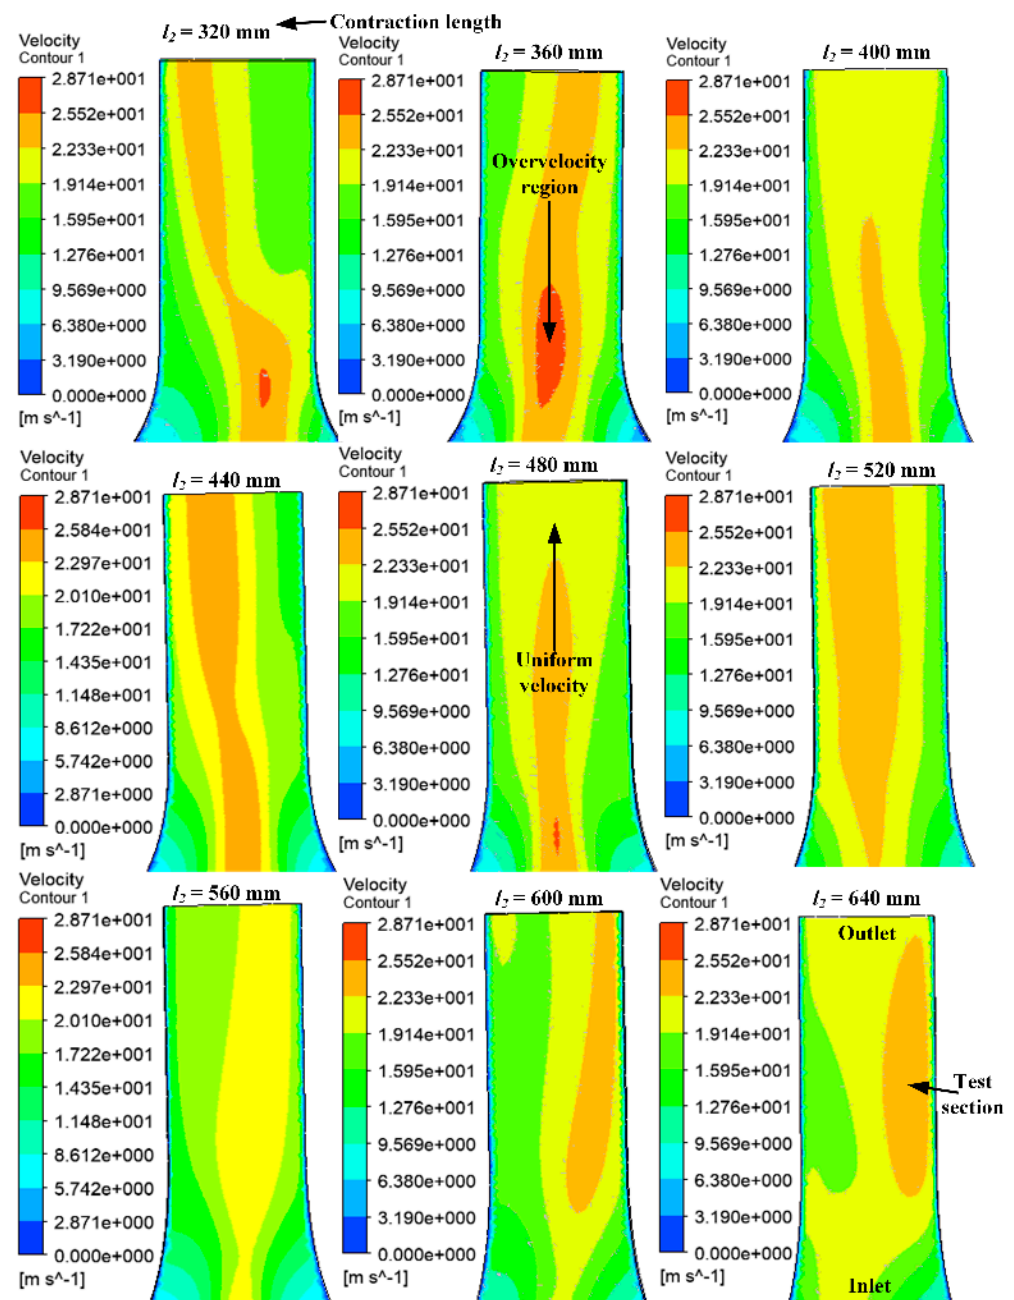 l2 = 320 mm
Contraction length
Velocity
Contour 1
2.871e+001
2.552e+001
2.233e+001
1.914e+001
1.595e+001
1.276e+001
9.569e+000
6.380e+000
3.190e+000
0.000e+000
[m s^-1]
l2 = 360 mm
Velocity
Contour 1
2.871e+001
2.552e+001
2.233e+001
1.914e+001
1.595e+001
1.276e+001
9.569e+000
6.380e+000
3.190e+000
0.000e+000
[m s^-1]
Overvelocity
region
l2 = 400 mm
Velocity
Contour 1
2.871e+001
2.552e+001
2.233e+001
1.914e+001
1.595e+001
1.276e+001
9.569e+000
6.380e+000
3.190e+000
0.000e+000
[m s^-1]
l2 = 440 mm
Velocity
Contour 1
2.871e+001
2.584e+001
2.297e+001
2.010e+001
1.722e+001
1.435e+001
1.148e+001
8.612e+000
5.742e+000
2.871e+000
0.000e+000
[m s^-1]
l2 = 480 mm
Velocity
Contour 1
2.871e+001
2.552e+001
2.233e+001
1.914e+001
1.595e+001
1.276e+001
9.569e+000
6.380e+000
3.190e+000
0.000e+000
[m s^-1]
Uniform
velocity
l2 = 520 mm
Velocity
Contour 1
2.871e+001
2.552e+001
2.233e+001
1.914e+001
1.595e+001
1.276e+001
9.569e+000
6.380e+000
3.190e+000
0.000e+000
[m s^-1]
l2 = 560 mm
Velocity
Contour 1
2.871e+001
2.584e+001
2.297e+001
2.010e+001
1.722e+001
1.435e+001
1.148e+001
8.612e+000
5.742e+000
2.871e+000
0.000e+000
[m s^-1]
l2 = 600 mm
Velocity
Contour 1
2.871e+001
2.552e+001
2.233e+001
1.914e+001
1.595e+001
1.276e+001
9.569e+000
6.380e+000
3.190e+000
0.000e+000
[m s^-1]
l2 = 640 mm
Velocity
Contour 1
2.871e+001
2.552e+001
2.233e+001
1.914e+001
1.595e+001
1.276e+001
9.569e+000
6.380e+000
3.190e+000
0.000e+000
[m s^-1]
Outlet
Test
section
Inlet